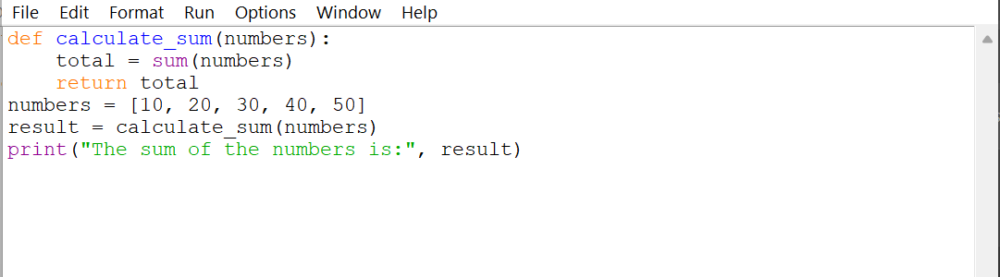 File Edit Format Run Options Window Help
def calculate_sum(numbers):
    total = sum(numbers)
    return total
numbers = [10, 20, 30, 40, 50]
result = calculate_sum(numbers)
print("The sum of the numbers is:", result)